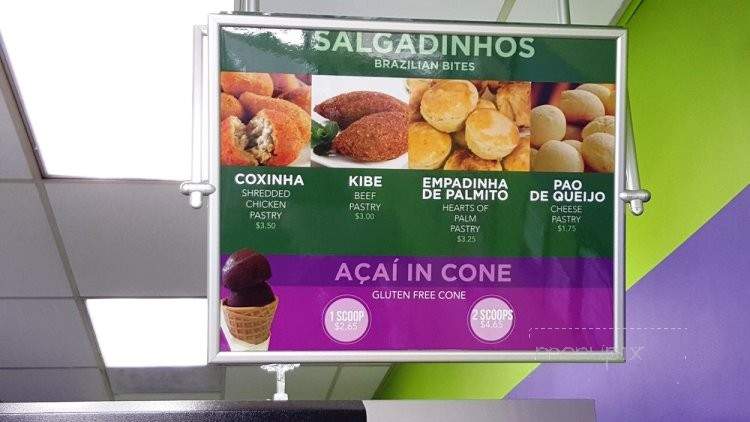 SALGADINHOS
BRAZILIAN BITES
COXINHA
SHREDDED
CHICKEN
PASTRY
$3.50
KIBE
BEEF
PASTRY
$3.00
EMPADINHA
DE PALMITO
HEARTS OF
PALM
PASTRY
$3.25
PAO
DE QUEIJO
CHEESE
PASTRY
$1.75
AÇAÍ IN CONE
GLUTEN FREE CONE
1 SCOOP
$2.65
2 SCOOPS
$4.65
menupix